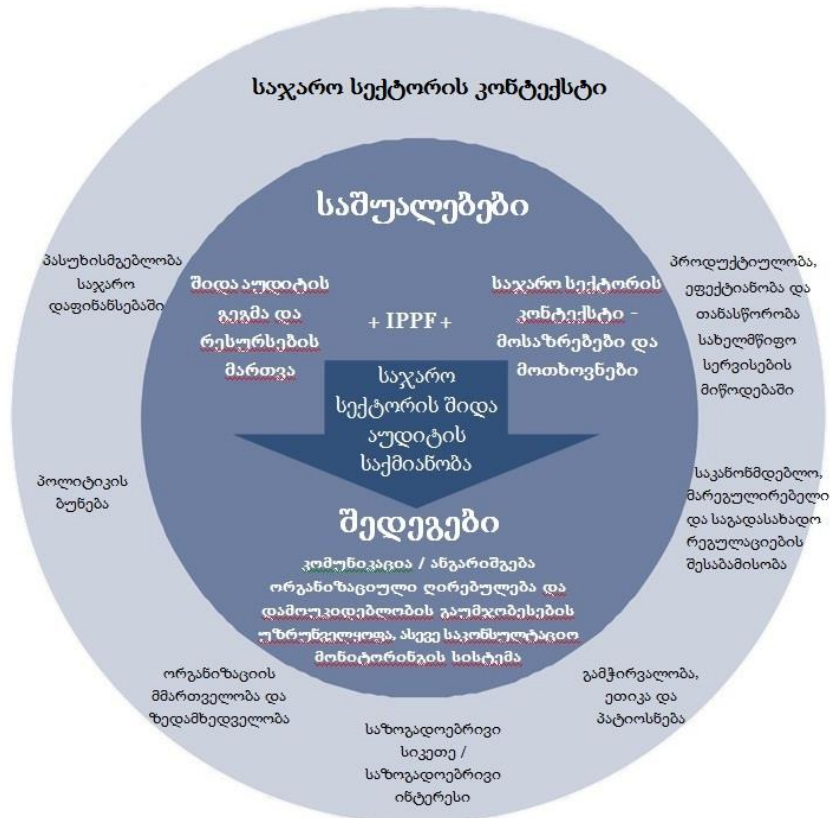 საჯარო სექტორის კონტექსტი
საშუალებები
პასუხისმგებლობა
საჯარო
დაფინანსებაში
შიდა აუდიტის
გეგმა და
რესურსების
მართვა
+ IPPF +
საჯარო სექტორის
კონტექსტი -
მოსაზრებები და
მოთხოვნები
პროდუქტიულობა,
ეფექტიანობა და
თანასწორობა
სახელმწიფო
სერვისების
მიწოდებაში
საჯარო
სექტორის შიდა
აუდიტის
საქმიანობა
პოლიტიკის
ბუნება
საკანონმდებლო,
მარეგულირებელი
და საგადასახადო
რეგულაციების
შესაბამისობა
შედეგები
კომუნიკაცია / ანგარიშგება
ორგანიზაციული ღირებულება და
დამოუკიდებლობის გაუმჯობესების
უზრუნველყოფა, ასევე საკონსულტაციო
მონიტორინგის სისტემა
ორგანიზაციის
მმართველობა და
ზედამხედველობა
საზოგადოებრივი
სიკეთე /
საზოგადოებრივი
ინტერესი
გამჭირვალობა,
ეთიკა და
პატიოსნება